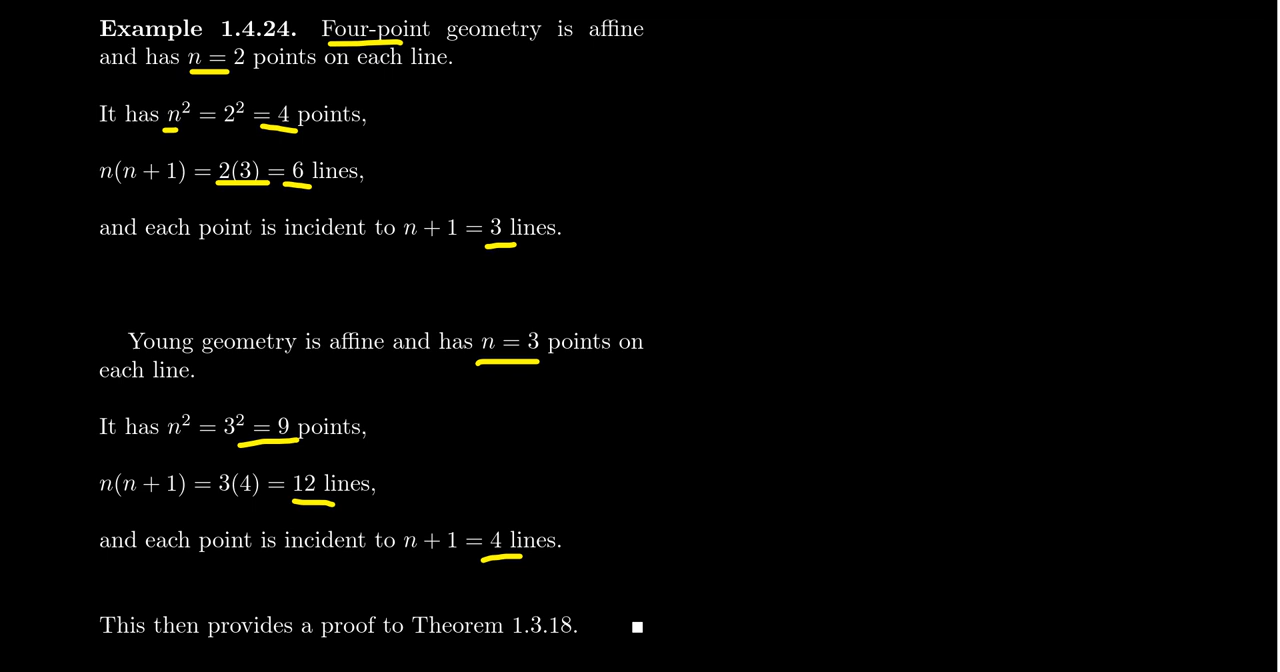 Example 1.4.24. Four-point geometry is affine
and has n = 2 points on each line.
It has n² = 2² = 4 points,
n(n + 1) = 2(3) = 6 lines,
and each point is incident to n + 1 = 3 lines.
Young geometry is affine and has n = 3 points on
each line.
It has n² = 3² = 9 points,
n(n + 1) = 3(4) = 12 lines,
and each point is incident to n + 1 = 4 lines.
This then provides a proof to Theorem 1.3.18. ■